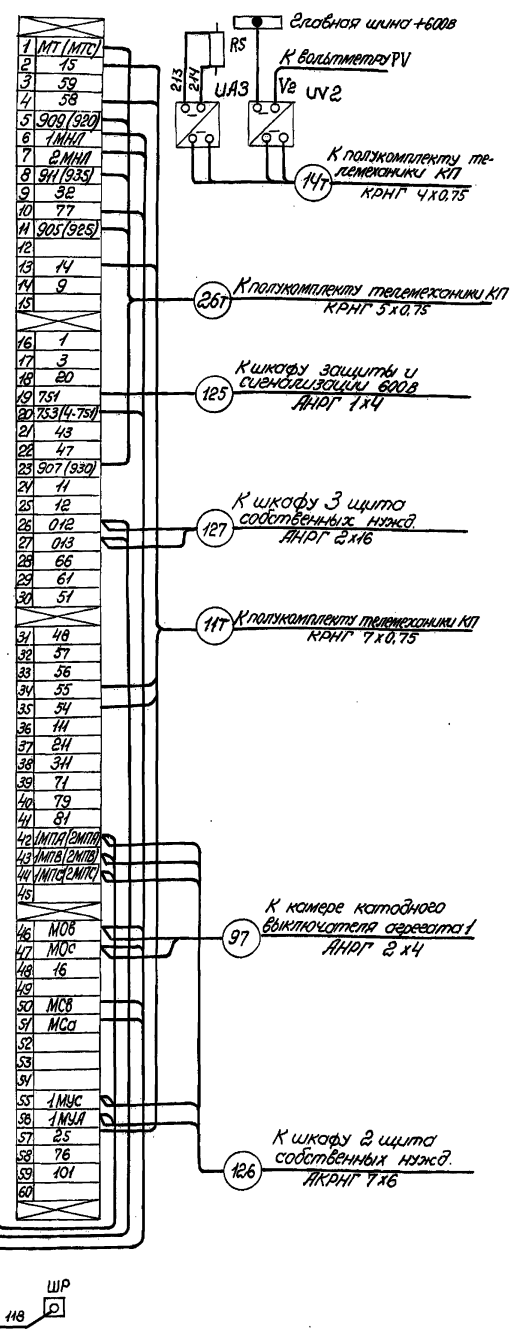 Главная шина +600в
RS
К вольтметру PV
213
214
UA3
V2
UV2
14т
К полукомплекту те-
лемеханики КП
КРНГ 4х0.75
26т
К полукомплекту телемеханики КП
КРНГ 5х0.75
125
К шкафу защиты и
сигнализации 600в
АНРГ 1х4
127
К шкафу 3 щита
собственных нужд.
АНРГ 2х16
11т
К полукомплекту телемеханики КП
КРНГ 7х0.75
97
К камере катодного
выключателя агрегата 1
АНРГ 2х4
126
К шкафу 2 щита
собственных нужд.
АКРНГ 7х6
1 МТ(МТС)
2 15
3 59
4 58
5 909(920)
6 1МНЛ
7 2МНЛ
8 911(935)
9 32
10 77
11 905(925)
12
13 14
14 9
15
16 1
17 3
18 20
19 751
20 753(4-751)
21 43
22 47
23 907(930)
24 11
25 12
26 012
27 013
28 66
29 61
30 51
31 48
32 57
33 56
34 55
35 54
36 111
37 211
38 311
39 71
40 79
41 81
42 1МПА(2МПА)
43 1МПВ(2МПВ)
44 1МПС(2МПС)
45
46 МОв
47 МОс
48 16
49
50 МСв
51 МСа
52
53
54
55 1МУС
56 1МУА
57 25
58 76
59 101
60
ШР
118